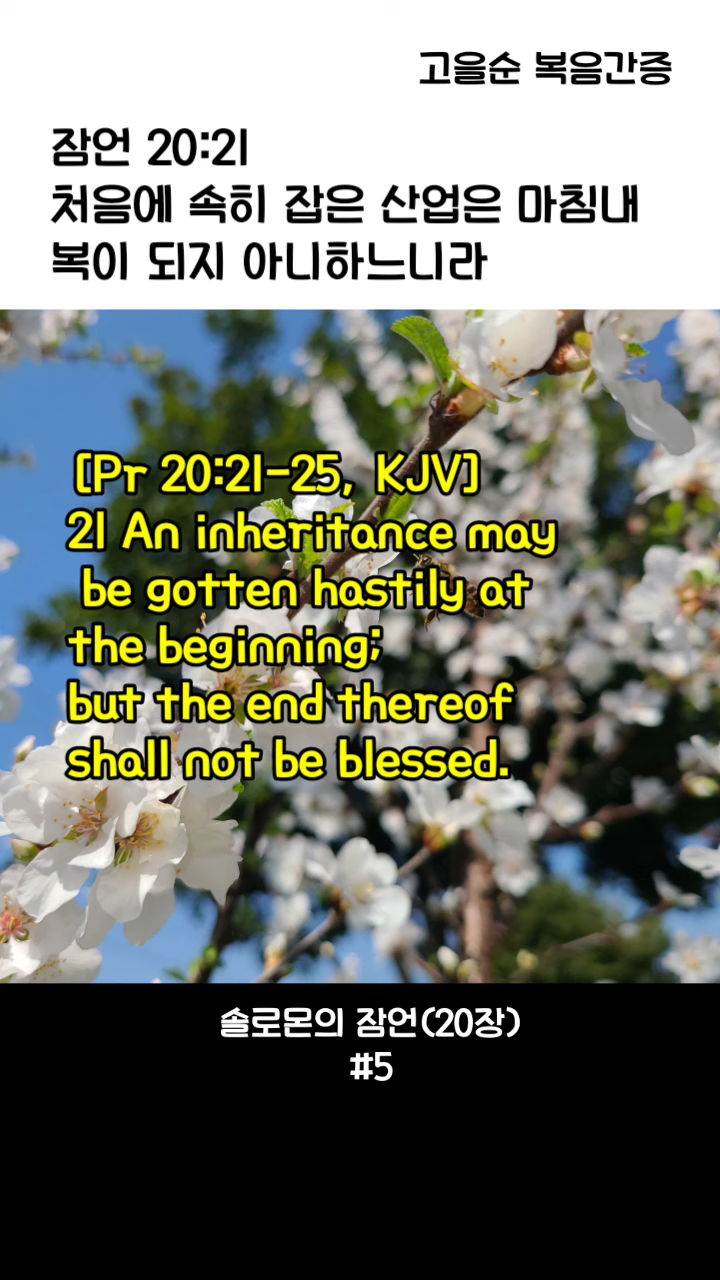 고을순 복음간증
잠언 20:21
처음에 속히 잡은 산업은 마침내
복이 되지 아니하느니라
[Pr 20:21-25, KJV]
21 An inheritance may
be gotten hastily at
the beginning;
but the end thereof
shall not be blessed.
솔로몬의 잠언(20장)
#5